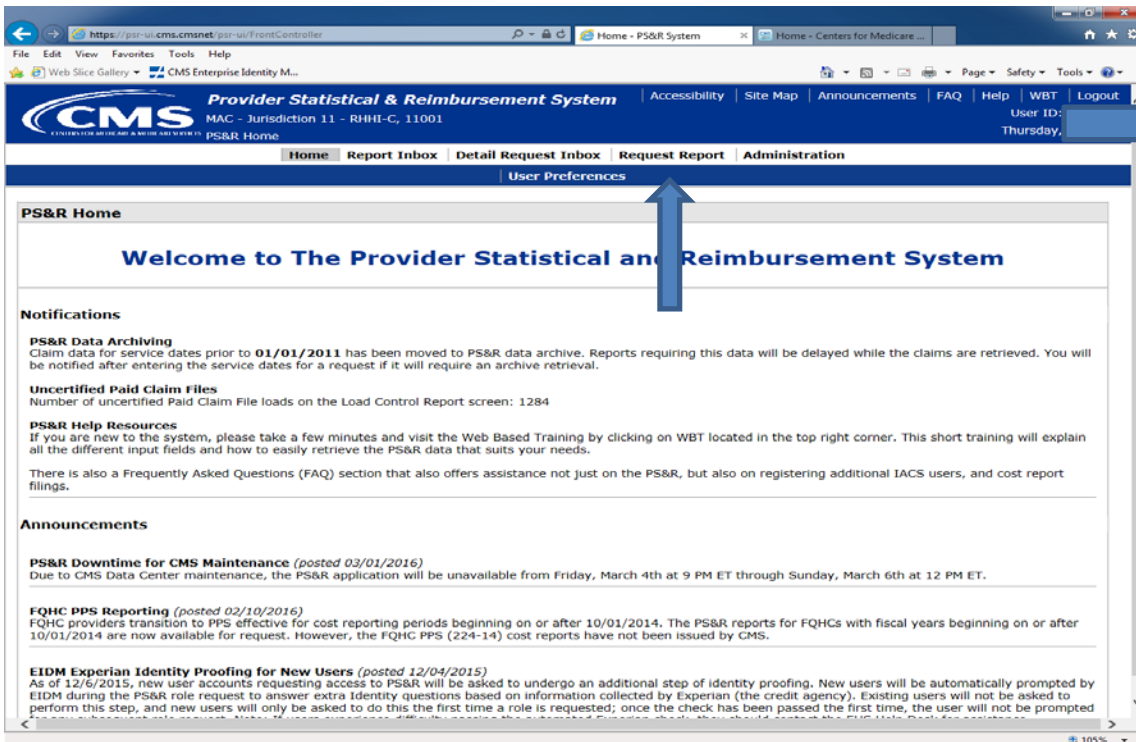 https://psr-ui.cms.cmsnet/psr-ui/FrontController
Home - PS&R System
Home - Centers for Medicare ...
File Edit View Favorites Tools Help
Web Slice Gallery CMS Enterprise Identity M...
Page Safety Tools
CMS
CENTERS FOR MEDICARE & MEDICAID SERVICES
Provider Statistical & Reimbursement System
MAC - Jurisdiction 11 - RHHI-C, 11001
PS&R Home
Accessibility Site Map Announcements FAQ Help WBT Logout
User ID:
Thursday,
Home Report Inbox Detail Request Inbox Request Report Administration
User Preferences
PS&R Home
Welcome to The Provider Statistical and Reimbursement System
Notifications
PS&R Data Archiving
Claim data for service dates prior to 01/01/2011 has been moved to PS&R data archive. Reports requiring this data will be delayed while the claims are retrieved. You will
be notified after entering the service dates for a request if it will require an archive retrieval.
Uncertified Paid Claim Files
Number of uncertified Paid Claim File loads on the Load Control Report screen: 1284
PS&R Help Resources
If you are new to the system, please take a few minutes and visit the Web Based Training by clicking on WBT located in the top right corner. This short training will explain
all the different input fields and how to easily retrieve the PS&R data that suits your needs.
There is also a Frequently Asked Questions (FAQ) section that also offers assistance not just on the PS&R, but also on registering additional IACS users, and cost report
filings.
Announcements
PS&R Downtime for CMS Maintenance (posted 03/01/2016)
Due to CMS Data Center maintenance, the PS&R application will be unavailable from Friday, March 4th at 9 PM ET through Sunday, March 6th at 12 PM ET.
FQHC PPS Reporting (posted 02/10/2016)
FQHC providers transition to PPS effective for cost reporting periods beginning on or after 10/01/2014. The PS&R reports for FQHCs with fiscal years beginning on or after
10/01/2014 are now available for request. However, the FQHC PPS (224-14) cost reports have not been issued by CMS.
EIDM Experian Identity Proofing for New Users (posted 12/04/2015)
As of 12/6/2015, new user accounts requesting access to PS&R will be asked to undergo an additional step of identity proofing. New users will be automatically prompted by
EIDM during the PS&R role request to answer extra Identity questions based on information collected by Experian (the credit agency). Existing users will not be asked to
perform this step, and new users will only be asked to do this the first time a role is requested; once the check has been passed the first time, the user will not be prompted
105%